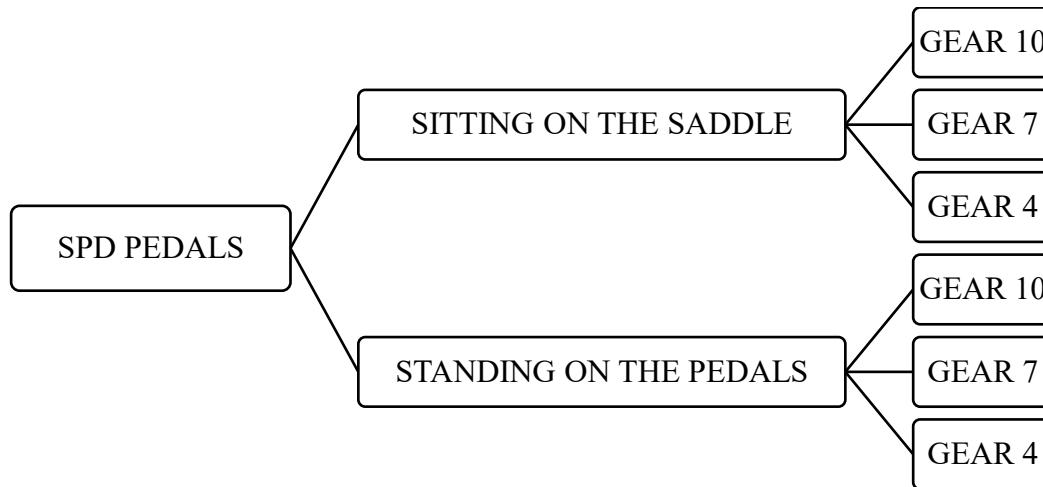 SPD PEDALS
SITTING ON THE SADDLE
GEAR 10
GEAR 7
GEAR 4
STANDING ON THE PEDALS
GEAR 10
GEAR 7
GEAR 4